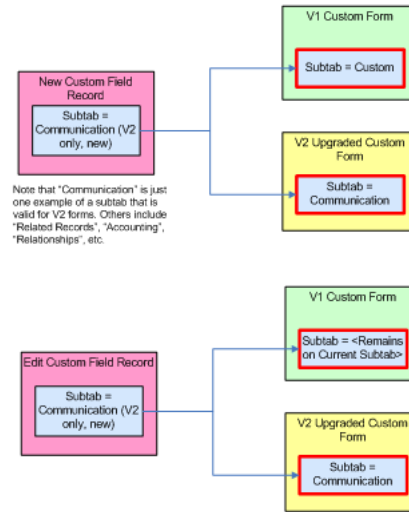 V1 Custom Form
Subtab = Custom
New Custom Field
Record
Subtab =
Communication (V2
only, new)
V2 Upgraded Custom
Form
Subtab =
Communication
Note that "Communication" is just
one example of a subtab that is
valid for V2 forms. Others include
"Related Records", "Accounting",
"Relationships", etc.
V1 Custom Form
Subtab = <Remains
on Current Subtab>
Edit Custom Field Record
Subtab =
Communication (V2
only, new)
V2 Upgraded Custom
Form
Subtab =
Communication